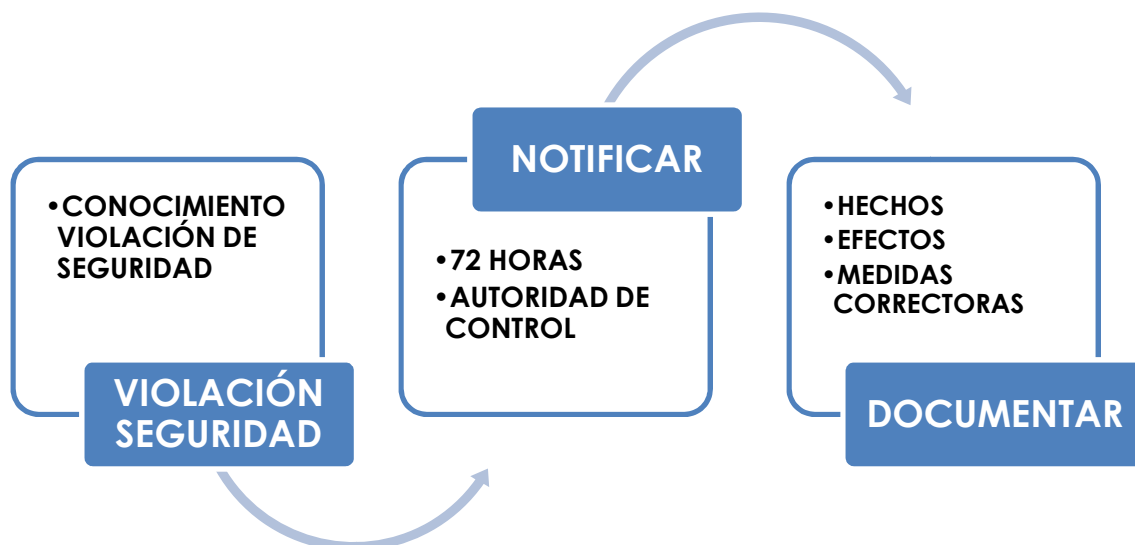 •CONOCIMIENTO
VIOLACIÓN DE
SEGURIDAD
VIOLACIÓN
SEGURIDAD
NOTIFICAR
•72 HORAS
•AUTORIDAD DE
CONTROL
•HECHOS
•EFECTOS
•MEDIDAS
CORRECTORAS
DOCUMENTAR